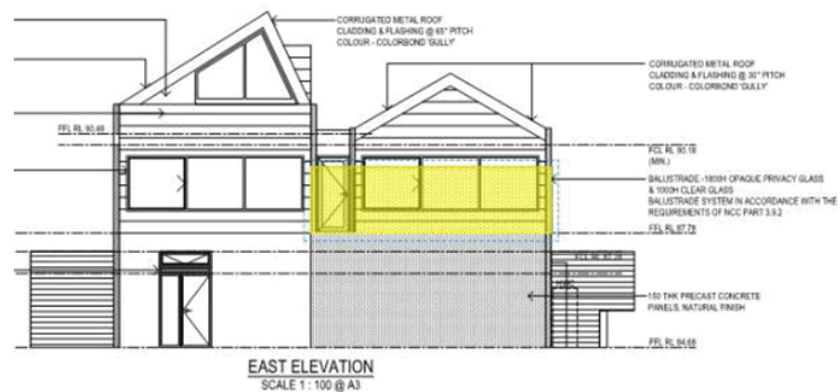 CORRUGATED METAL ROOF
CLADDING & FLASHING @ 65° PITCH
COLOUR - COLORBOND 'GULLY'
CORRUGATED METAL ROOF
CLADDING & FLASHING @ 30° PITCH
COLOUR - COLORBOND 'GULLY'
FFL RL 90.49
FCL RL 90.18
(MIN.)
BALUSTRADE -1800H OPAQUE PRIVACY GLASS
& 1000H CLEAR GLASS
BALUSTRADE SYSTEM IN ACCORDANCE WITH THE
REQUIREMENTS OF NCC PART 3.9.2
FFL RL 87.78
150 THK PRECAST CONCRETE
PANELS, NATURAL FINISH
FFL RL 84.68
EAST ELEVATION
SCALE 1 : 100 @ A3